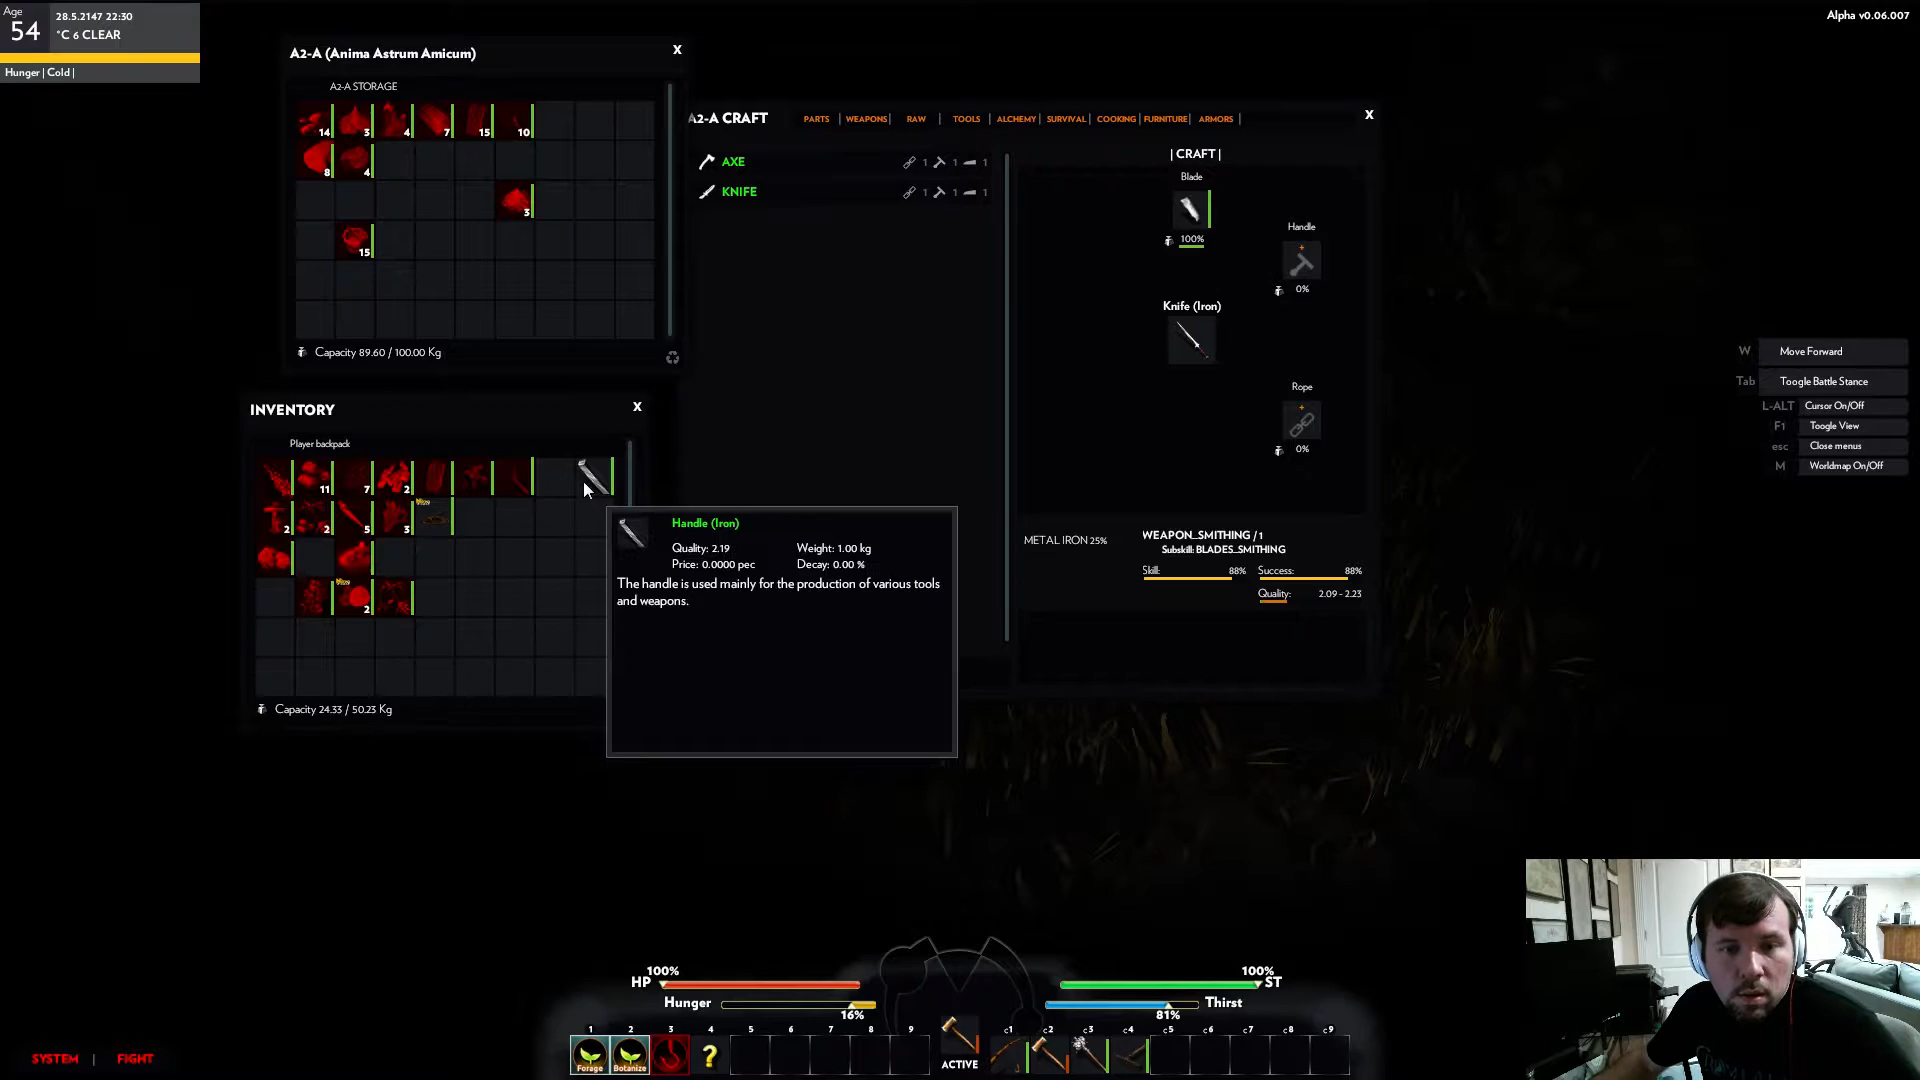 Age
54
28.5.2147 22:30
°C 6 CLEAR
Hunger | Cold |
Alpha v0.06.007
A2-A (Anima Astrum Amicum)
X
A2-A STORAGE
14
3
4
7
15
10
8
4
3
15
Capacity 89.60 / 100.00 Kg
A2-A CRAFT
PARTS | WEAPONS | RAW | TOOLS | ALCHEMY | SURVIVAL | COOKING | FURNITURE | ARMORS |
X
AXE
1 1 1
KNIFE
1 1 1
| CRAFT |
Blade
100%
Handle
+
0%
Knife (Iron)
Rope
+
0%
METAL IRON 25%
WEAPON_SMITHING / 1
Subskill: BLADES_SMITHING
Skill: 88%
Success: 88%
Quality: 2.09 - 2.23
INVENTORY
X
Player backpack
11
7
2
2
2
5
3
2
Capacity 24.33 / 50.23 Kg
Handle (Iron)
Quality: 2.19
Weight: 1.00 kg
Price: 0.0000 pec
Decay: 0.00 %
The handle is used mainly for the production of various tools
and weapons.
W
Move Forward
Tab
Toogle Battle Stance
L-ALT
Cursor On/Off
F1
Toogle View
esc
Close menus
M
Worldmap On/Off
100%
HP
100%
ST
Hunger
16%
Thirst
81%
1 2 3 4 5 6 7 8 9
c1 c2 c3 c4 c5 c6 c7 c8 c9
Forage
Botanize
?
ACTIVE
SYSTEM | FIGHT